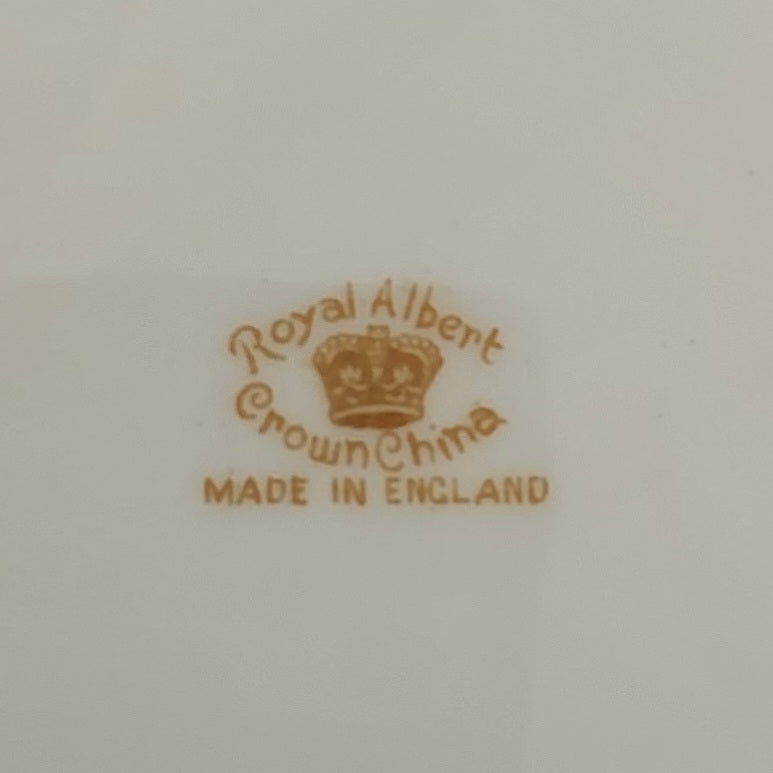 Royal Albert
Crown China
MADE IN ENGLAND